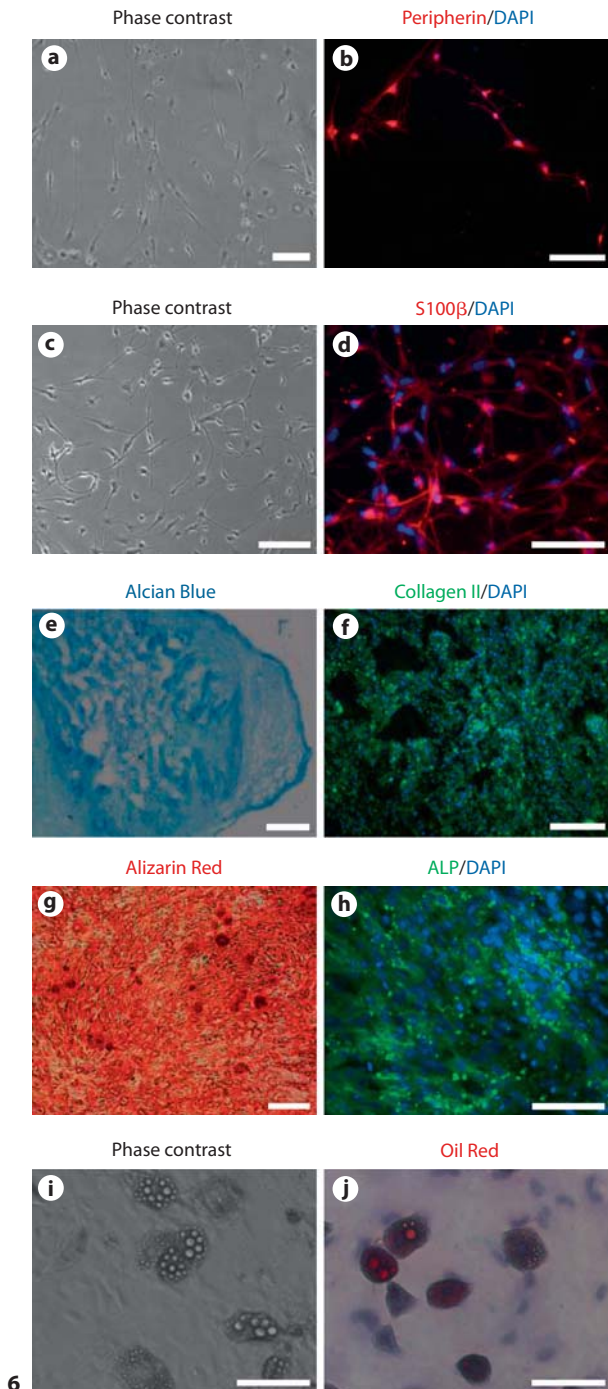 Phase contrast
Peripherin/DAPI
a
b
Phase contrast
S100β/DAPI
c
d
Alcian Blue
Collagen II/DAPI
e
f
Alizarin Red
ALP/DAPI
g
h
Phase contrast
Oil Red
i
j
6